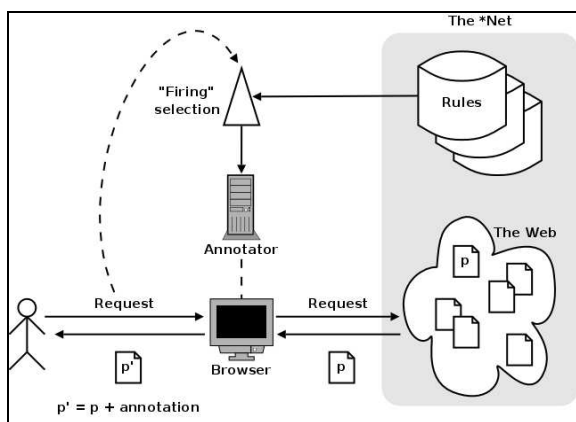 The *Net
"Firing"
selection
Rules
Annotator
The Web
p
Request
Request
p'
p
Browser
p' = p + annotation